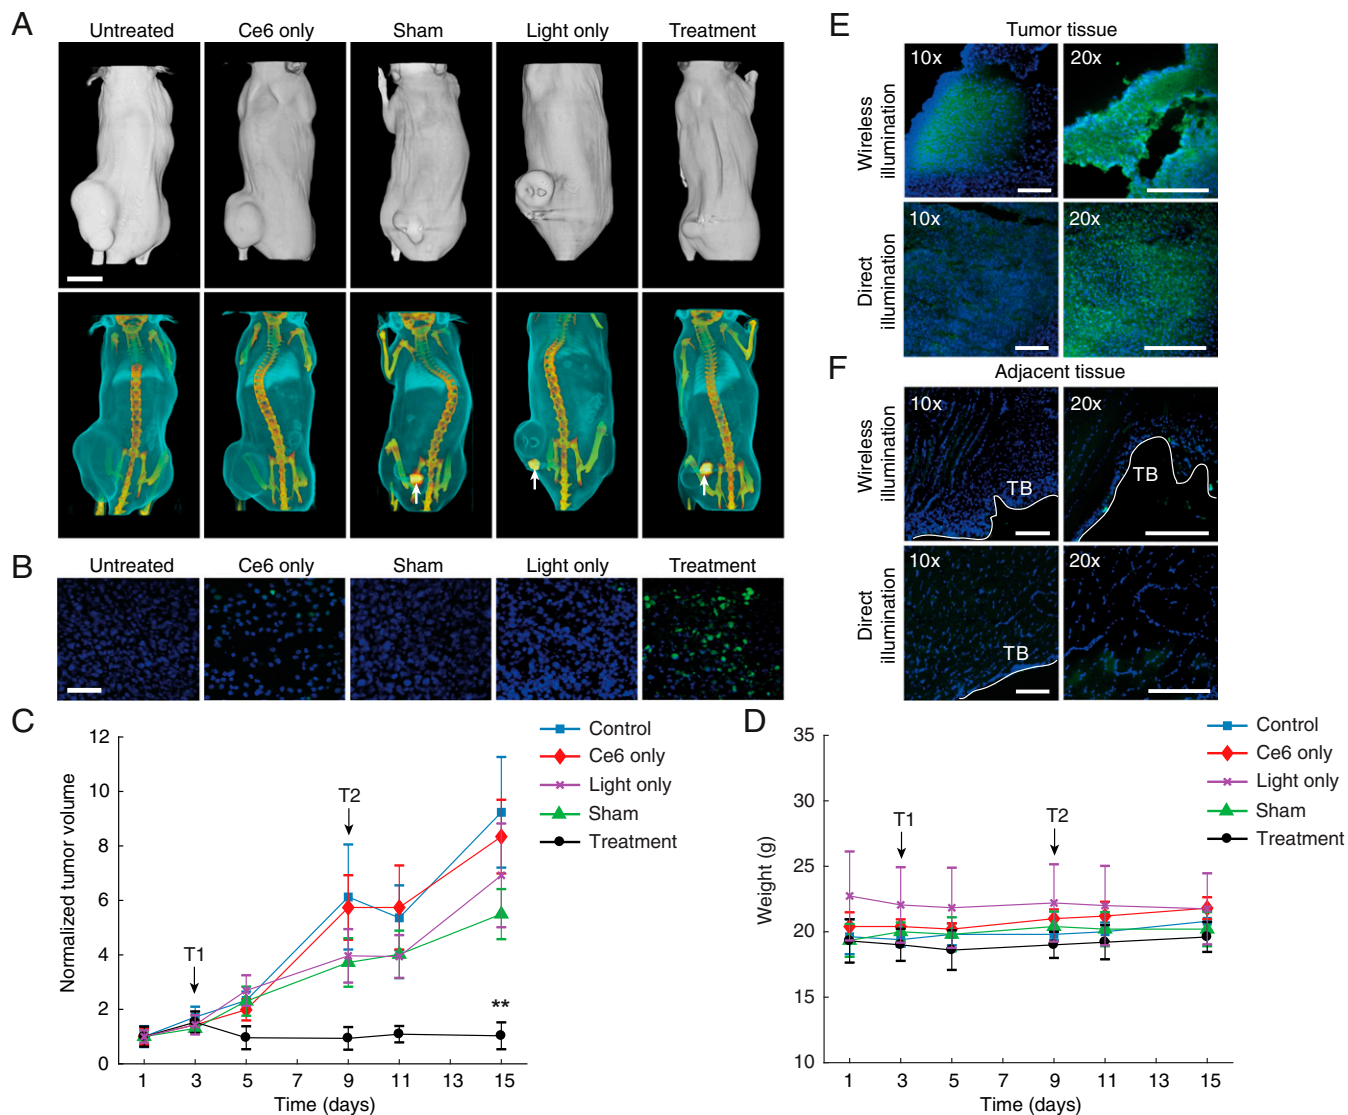 A
Untreated Ce6 only Sham Light only Treatment
B
Untreated Ce6 only Sham Light only Treatment
C
Normalized tumor volume
12
10
8
6
4
2
0
T1
T2
**
1 3 5 7 9 11 13 15
Time (days)
Control
Ce6 only
Light only
Sham
Treatment
E
Tumor tissue
Wireless
illumination
10x 20x
Direct
illumination
10x 20x
F
Adjacent tissue
Wireless
illumination
10x 20x
TB TB
Direct
illumination
10x 20x
TB
D
Weight (g)
35
30
25
20
15
10
T1
T2
1 3 5 7 9 11 13 15
Time (days)
Control
Ce6 only
Light only
Sham
Treatment